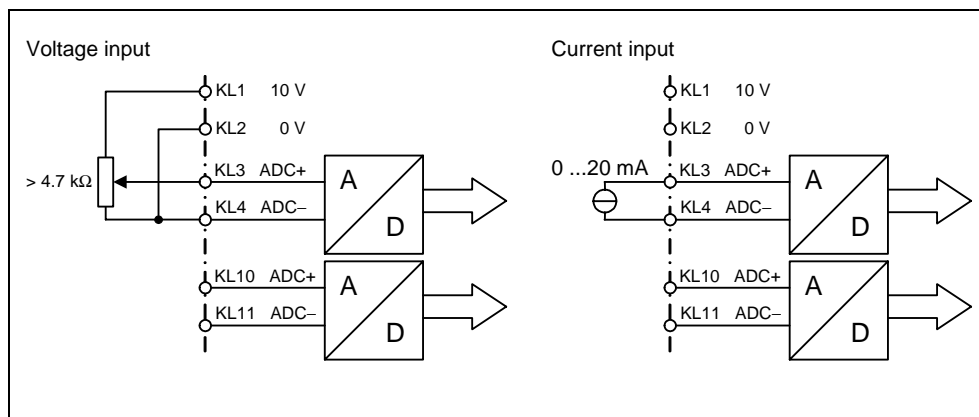 Voltage input
KL1 10 V
KL2 0 V
> 4.7 kΩ
KL3 ADC+
KL4 ADC−
A
D
KL10 ADC+
KL11 ADC−
A
D
Current input
KL1 10 V
KL2 0 V
0 ...20 mA
KL3 ADC+
KL4 ADC−
A
D
KL10 ADC+
KL11 ADC−
A
D